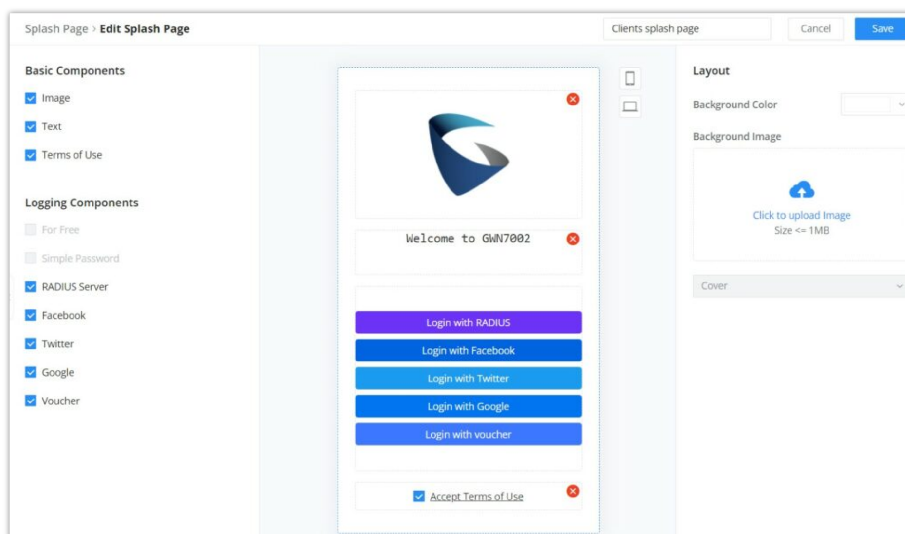 Splash Page > Edit Splash Page
Clients splash page
Cancel
Save
Basic Components
Image
Text
Terms of Use
Logging Components
For Free
Simple Password
RADIUS Server
Facebook
Twitter
Google
Voucher
Welcome to GWN7002
Login with RADIUS
Login with Facebook
Login with Twitter
Login with Google
Login with voucher
Accept Terms of Use
Layout
Background Color
Background Image
Click to upload Image
Size <= 1MB
Cover